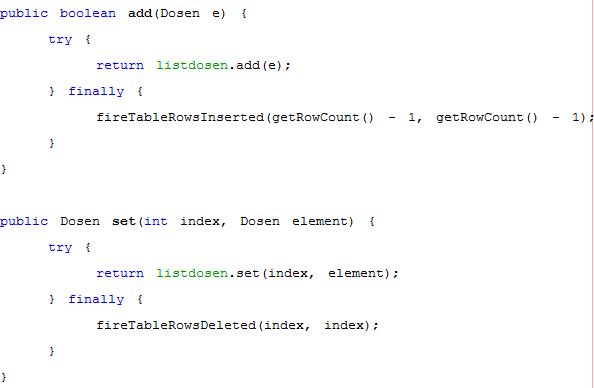 public boolean add(Dosen e) {
try {
return listdosen.add(e);
} finally {
fireTableRowsInserted(getRowCount() - 1, getRowCount() - 1);
}
}
public Dosen set(int index, Dosen element) {
try {
return listdosen.set(index, element);
} finally {
fireTableRowsDeleted(index, index);
}
}